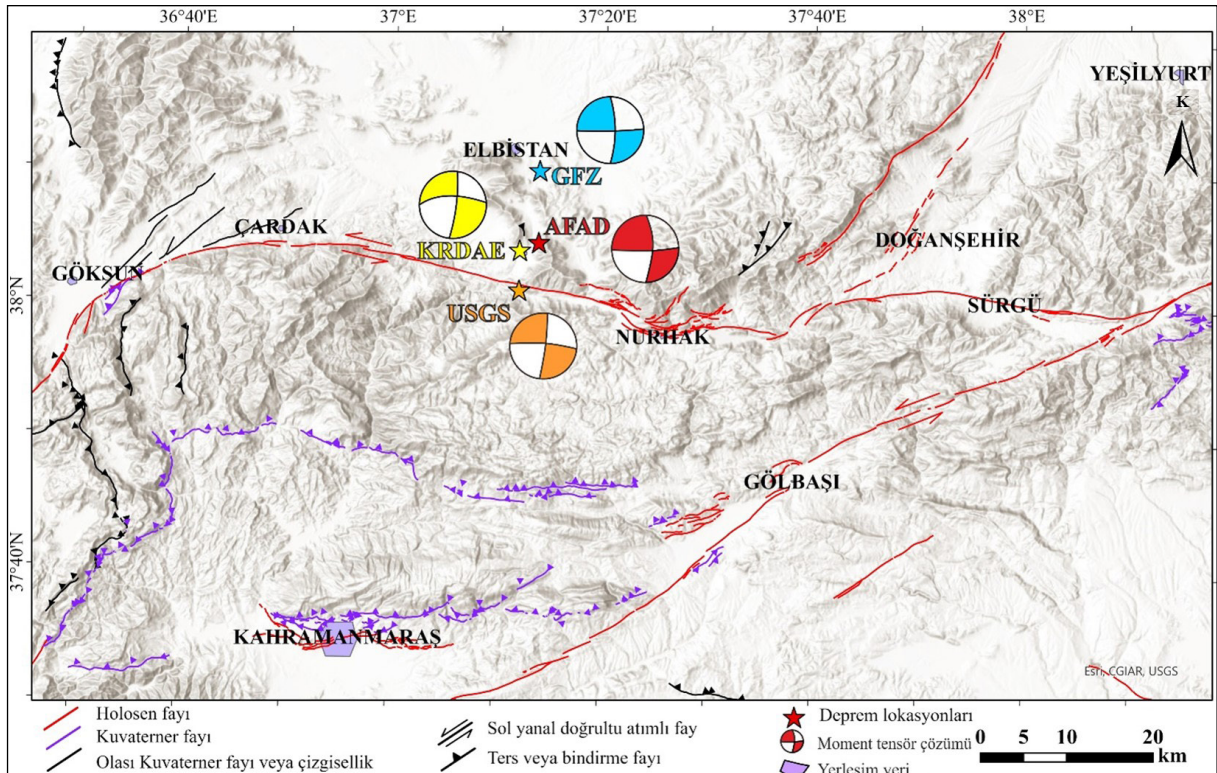 36°40'E
37°E
37°20'E
37°40'E
38°E
YEŞİLYURT
K
ELBİSTAN
GFZ
ÇARDAK
AFAD
KRDAE
DOĞANŞEHİR
GÖKSUN
38°N
USGS
SÜRGÜ
NURHAK
GÖLBAŞI
37°40'N
KAHRAMANMARAŞ
Esri, CGIAR, USGS
Holosen fayı
Kuvaterner fayı
Olası Kuvaterner fayı veya çizgisellik
Sol yanal doğrultu atımlı fay
Ters veya bindirme fayı
Deprem lokasyonları
Moment tensör çözümü
Yerleşim yeri
0 5 10 20
km